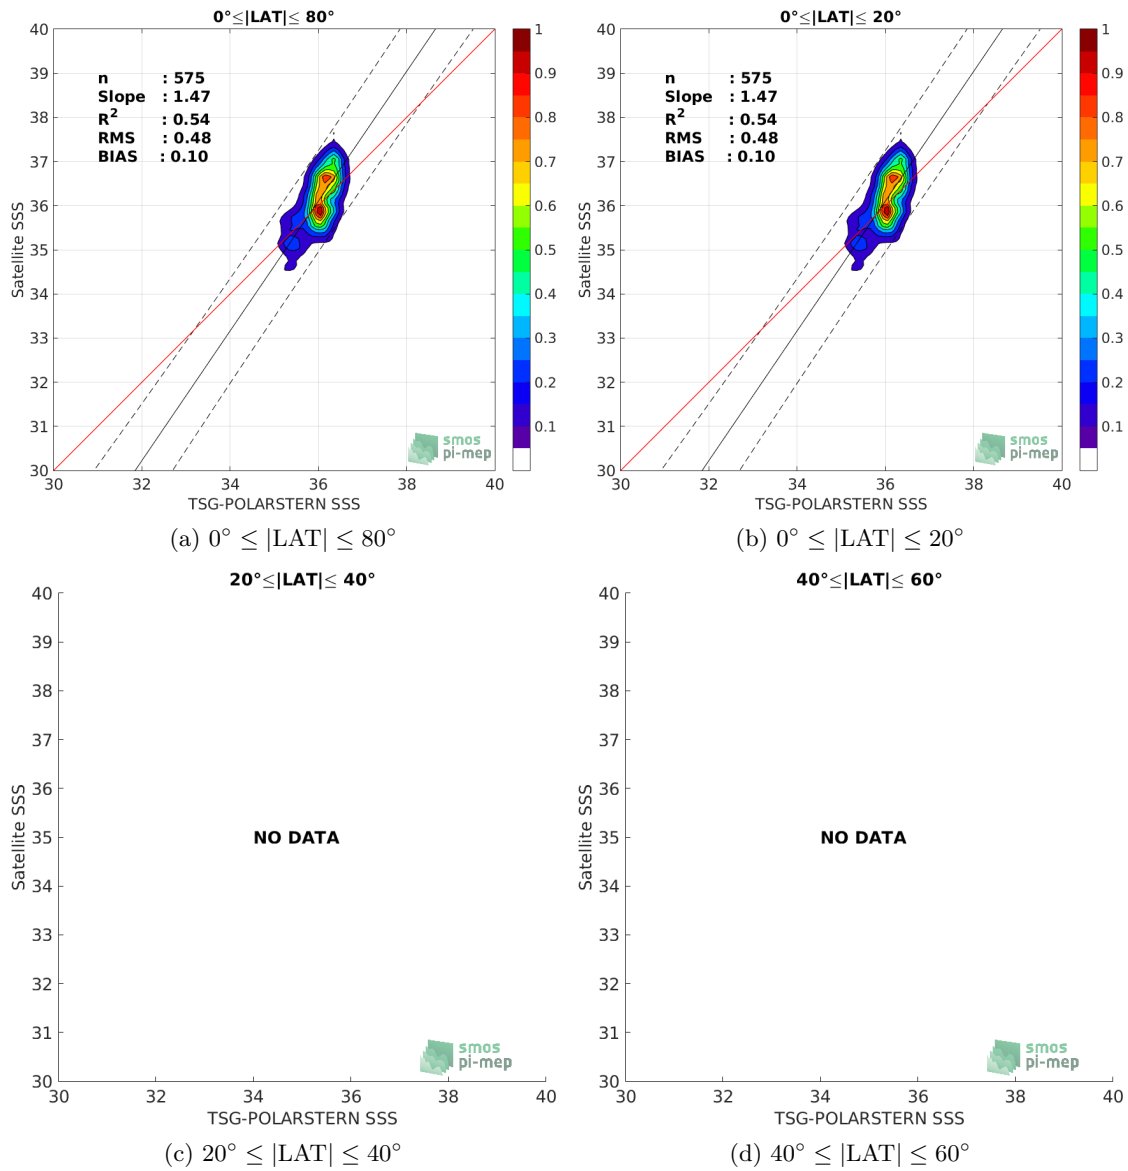 0°≤|LAT|≤ 80°
40
39
38
37
36
35
34
33
32
31
30
Satellite SSS
n : 575
Slope : 1.47
R2 : 0.54
RMS : 0.48
BIAS : 0.10
smos
pi-mep
30 32 34 36 38 40
TSG-POLARSTERN SSS
1
0.9
0.8
0.7
0.6
0.5
0.4
0.3
0.2
0.1
(a) 0° ≤ |LAT| ≤ 80°
0°≤|LAT|≤ 20°
40
39
38
37
36
35
34
33
32
31
30
Satellite SSS
n : 575
Slope : 1.47
R2 : 0.54
RMS : 0.48
BIAS : 0.10
smos
pi-mep
30 32 34 36 38 40
TSG-POLARSTERN SSS
1
0.9
0.8
0.7
0.6
0.5
0.4
0.3
0.2
0.1
(b) 0° ≤ |LAT| ≤ 20°
20°≤|LAT|≤ 40°
40
39
38
37
36
35
34
33
32
31
30
Satellite SSS
NO DATA
smos
pi-mep
30 32 34 36 38 40
TSG-POLARSTERN SSS
(c) 20° ≤ |LAT| ≤ 40°
40°≤|LAT|≤ 60°
40
39
38
37
36
35
34
33
32
31
30
Satellite SSS
NO DATA
smos
pi-mep
30 32 34 36 38 40
TSG-POLARSTERN SSS
(d) 40° ≤ |LAT| ≤ 60°